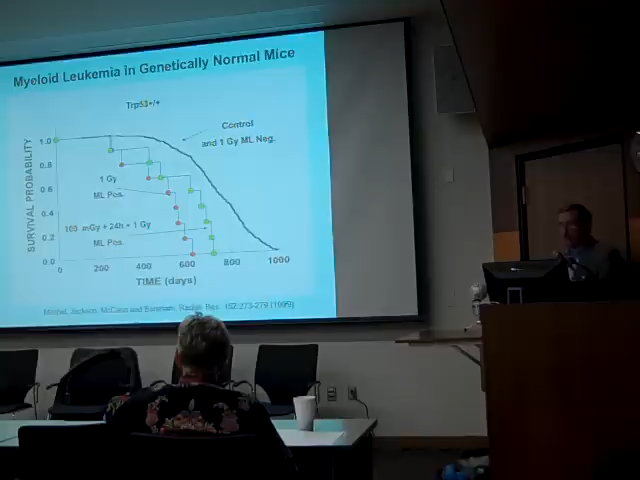 Myeloid Leukemia in Genetically Normal Mice
Trp53+/+
Control
and 1 Gy ML Neg.
1 Gy
ML Pos.
100 mGy + 24h + 1 Gy
ML Pos.
SURVIVAL PROBABILITY
1.0
0.8
0.6
0.4
0.2
0.0
0
200
400
600
800
1000
TIME (days)
Mitchel, Jackson, McCann and Boreham, Radiat. Res. 152:273-279 (1999)